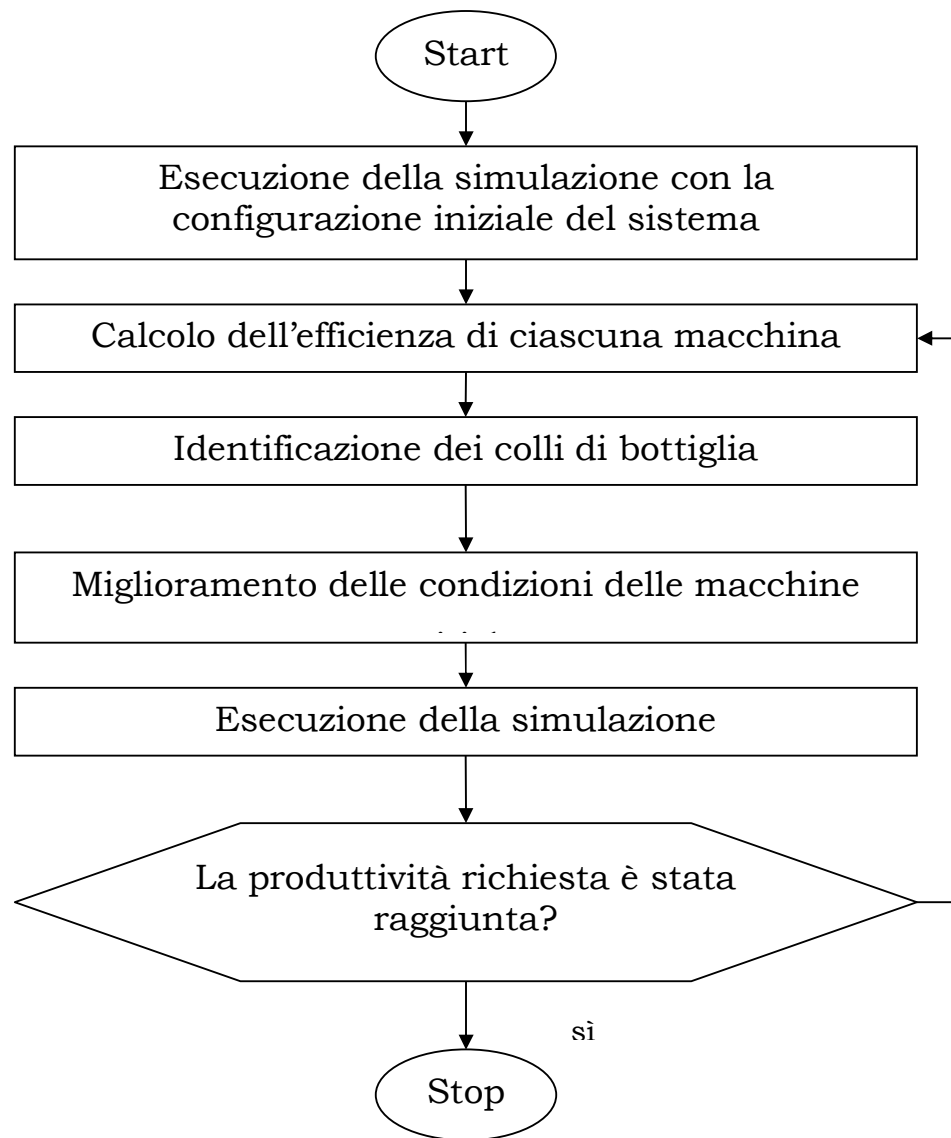 Start
Esecuzione della simulazione con la
configurazione iniziale del sistema
Calcolo dell’efficienza di ciascuna macchina
Identificazione dei colli di bottiglia
Miglioramento delle condizioni delle macchine
Esecuzione della simulazione
La produttività richiesta è stata
raggiunta?
sì
Stop